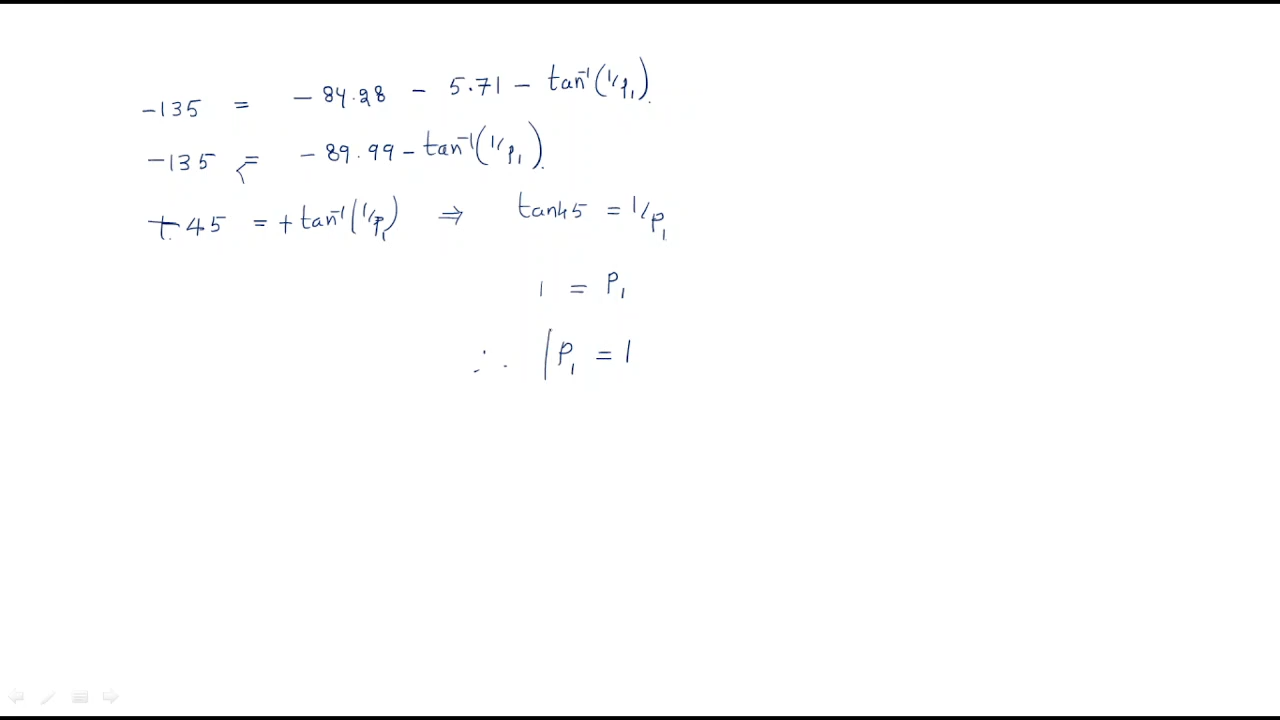 -135 = - 84.28 - 5.71 - tan⁻¹(1/P₁)
-135 = - 89.99 - tan⁻¹(1/P₁)
+ 45 = + tan⁻¹(1/P₁) ⇒ tan45 = 1/P₁
1 = P₁
∴ P₁ = 1